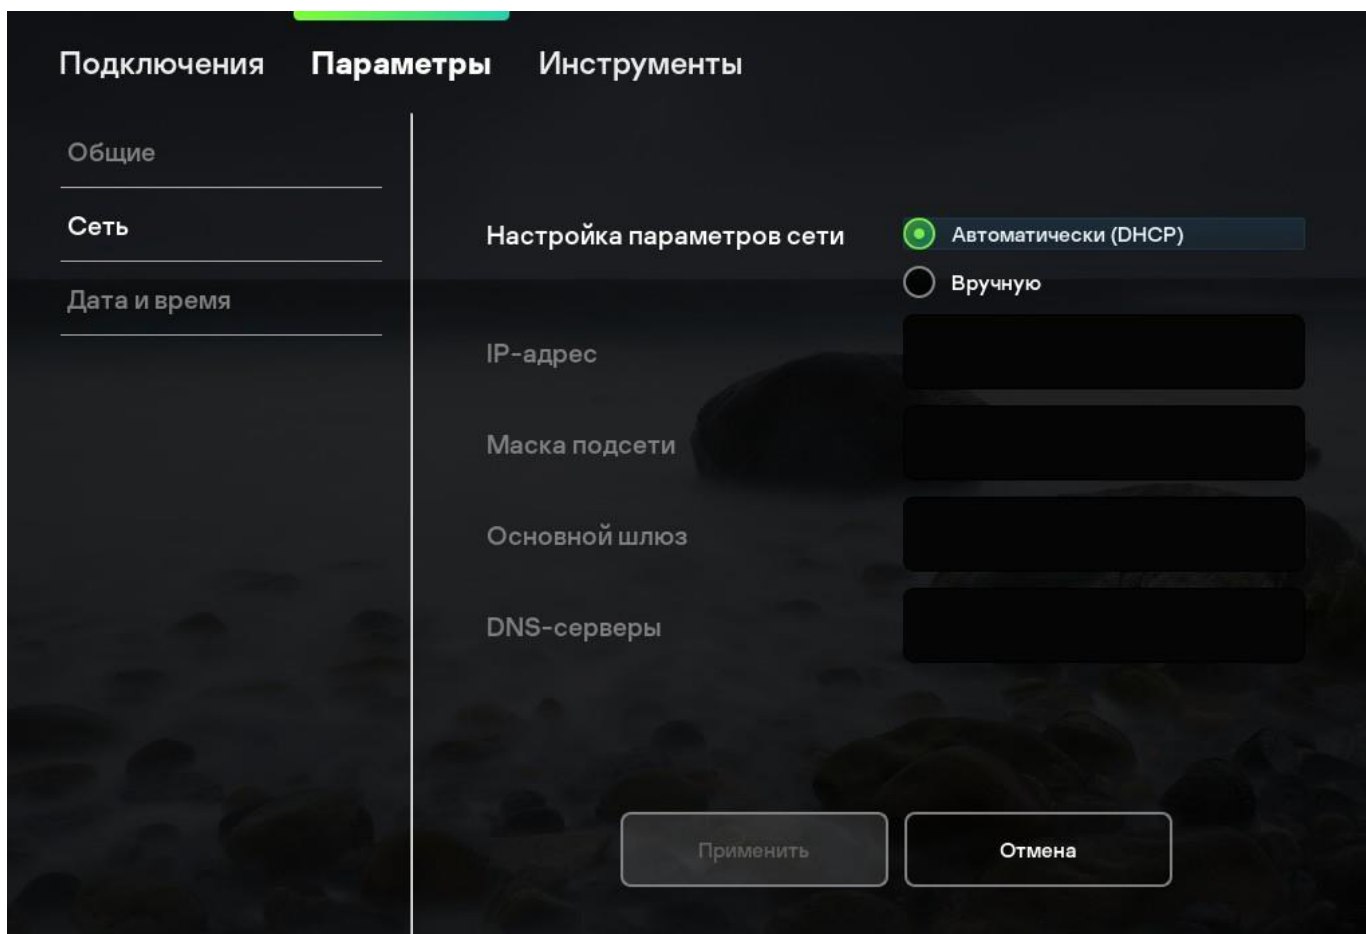 Подключения Параметры Инструменты
Общие
Сеть
Дата и время
Настройка параметров сети
Автоматически (DHCP)
Вручную
IP-адрес
Маска подсети
Основной шлюз
DNS-серверы
Применить
Отмена